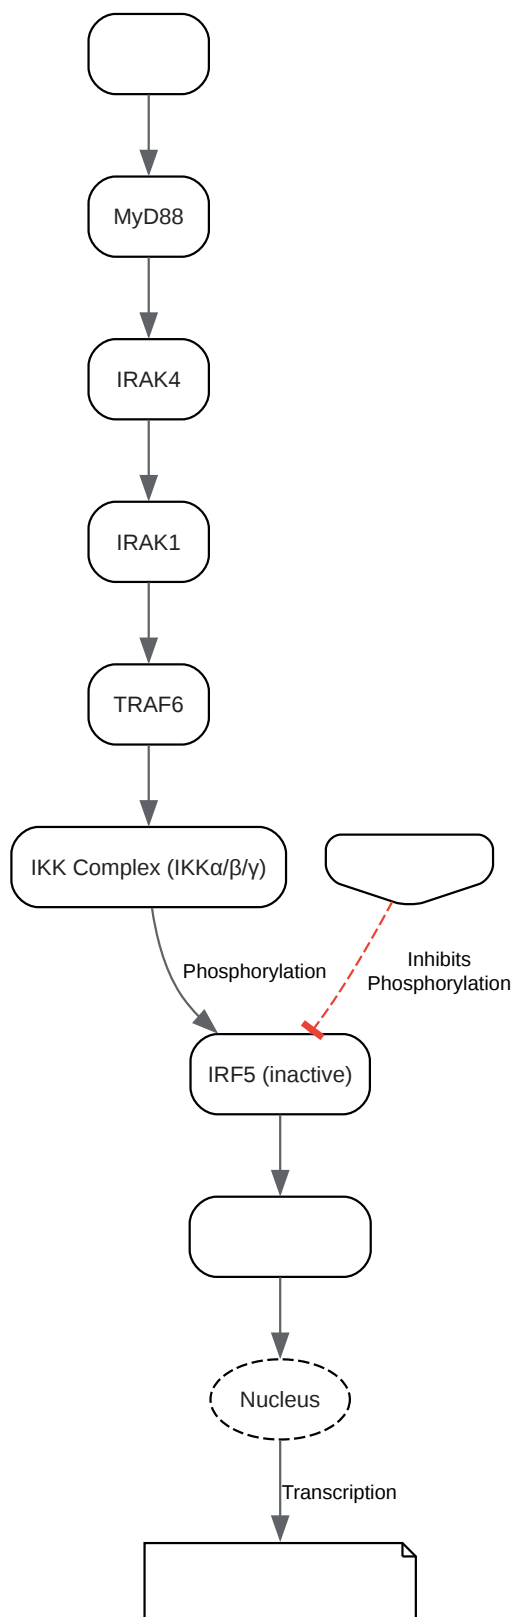 MyD88
IRAK4
IRAK1
TRAF6
IKK Complex (IKKα/β/γ)
Phosphorylation
Inhibits
Phosphorylation
IRF5 (inactive)
Nucleus
Transcription